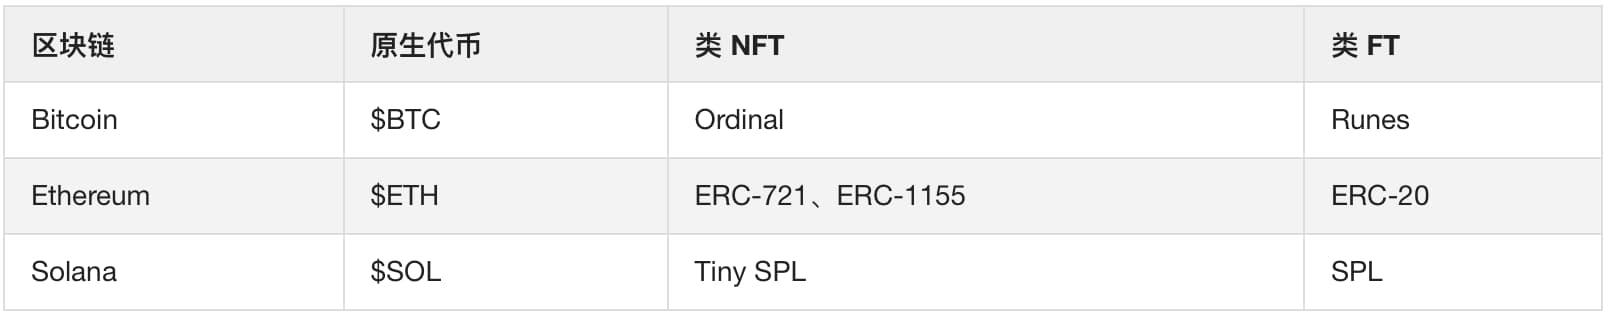 区块链 原生代币 类 NFT 类 FT
Bitcoin $BTC Ordinal Runes
Ethereum $ETH ERC-721、ERC-1155 ERC-20
Solana $SOL Tiny SPL SPL